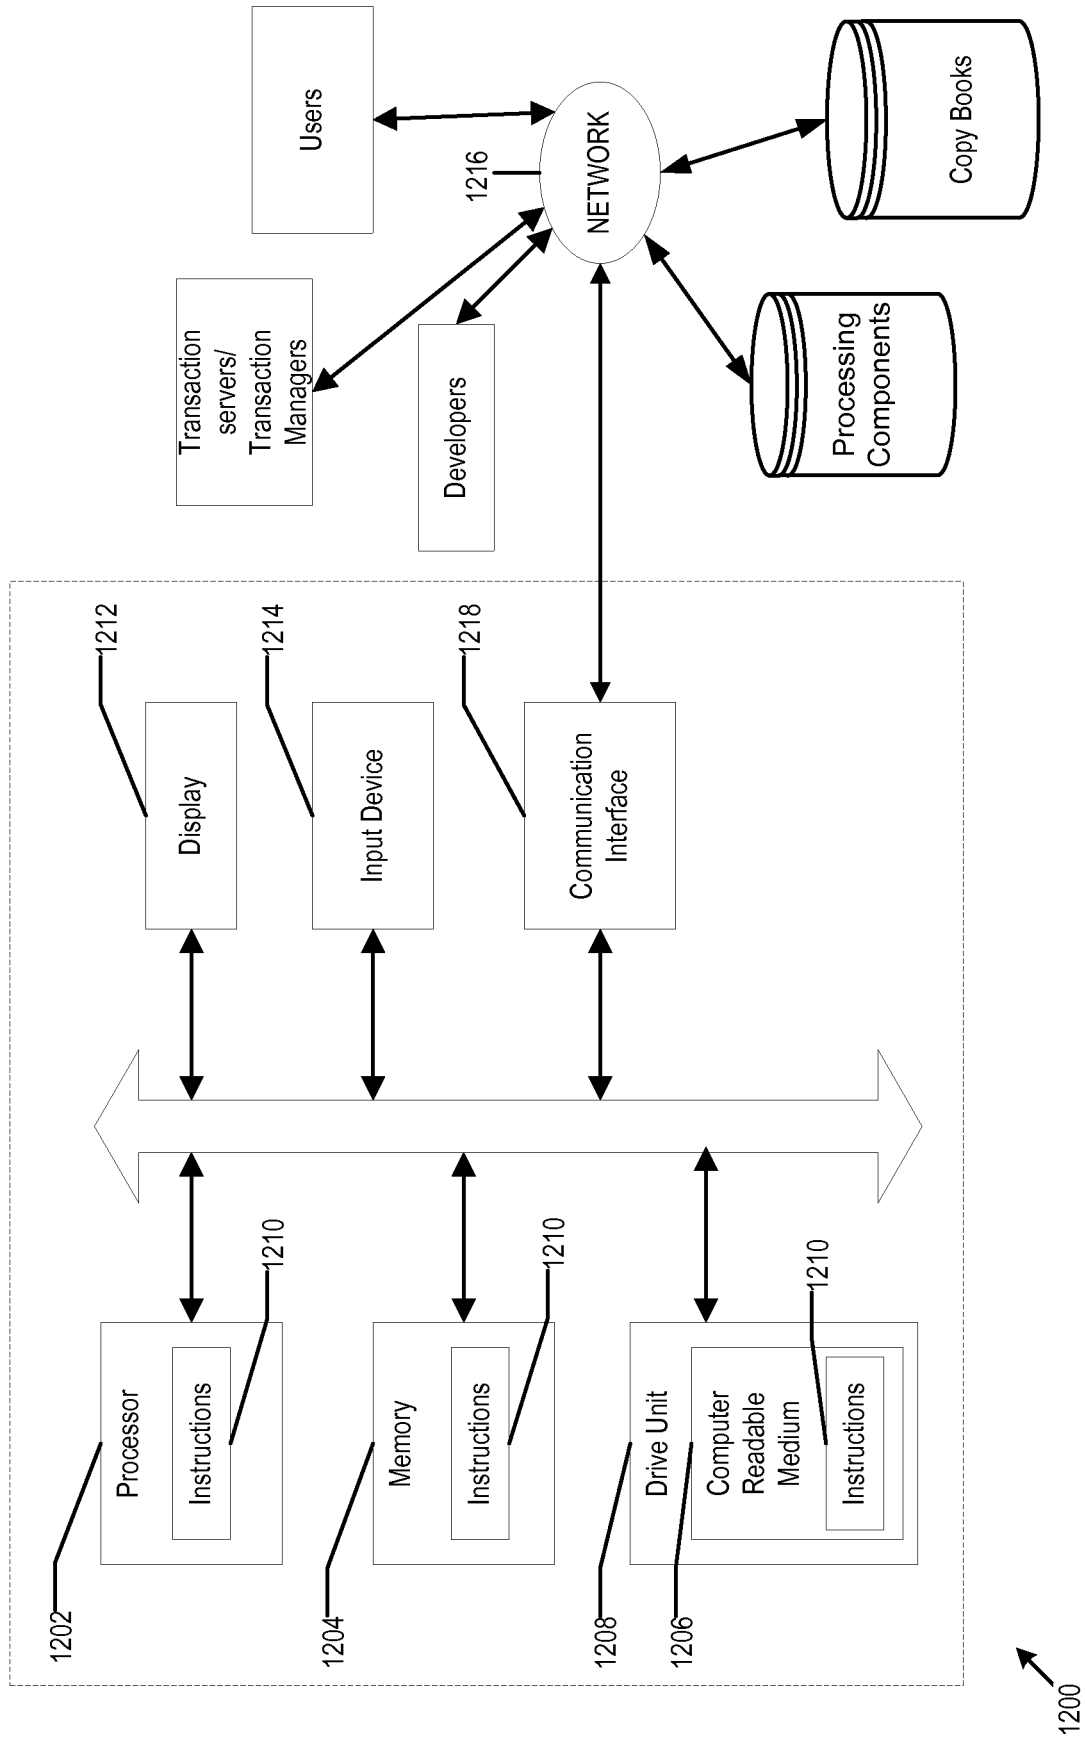 1202
Processor
Instructions
1210
1204
Memory
Instructions
1210
1208
1206
Drive Unit
Computer
Readable
Medium
Instructions
1210
Display
1212
Input Device
1214
Communication
Interface
1218
Transaction
servers/
Transaction
Managers
Users
Developers
1216
NETWORK
Processing
Components
Copy Books
1200